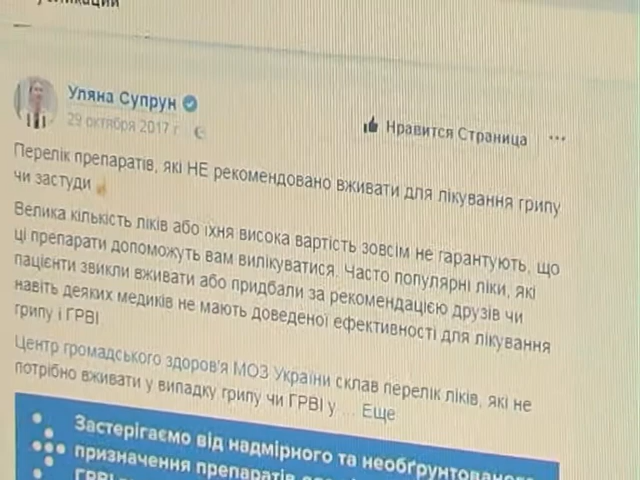 Уляна Супрун
29 октября 2017 г.
Нравится Страница
Перелік препаратів, які НЕ рекомендовано вживати для лікування грипу
чи застуди
Велика кількість ліків або їхня висока вартість зовсім не гарантують, що
ці препарати допоможуть вам вилікуватися. Часто популярні ліки, які
пацієнти звикли вживати або придбали за рекомендацією друзів чи
навіть деяких медиків не мають доведеної ефективності для лікування
грипу і ГРВІ
Центр громадського здоров'я МОЗ України склав перелік ліків, які не
потрібно вживати у випадку грипу чи ГРВІ у ... Еще
Застерігаємо від надмірного та необґрунтованого
призначення препаратів
ГРВІ